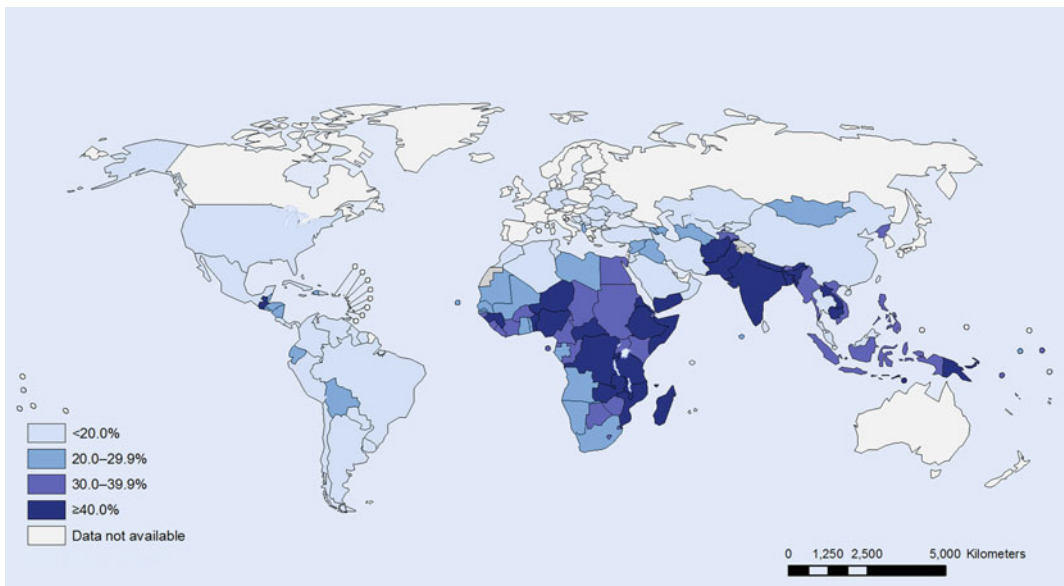 <20.0%
20.0–29.9%
30.0–39.9%
≥40.0%
Data not available
0 1,250 2,500 5,000 Kilometers